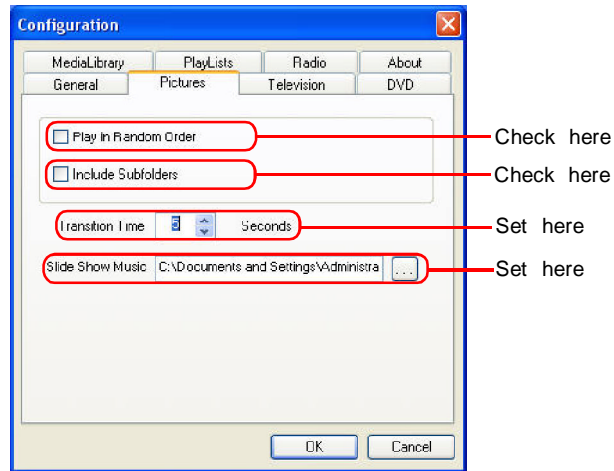 Configuration
MediaLibrary PlayLists Radio About
General Pictures Television DVD
Play in Random Order Check here
Include Subfolders Check here
Transition Time 5 Seconds Set here
Slide Show Music C:\Documents and Settings\Administra ... Set here
OK Cancel